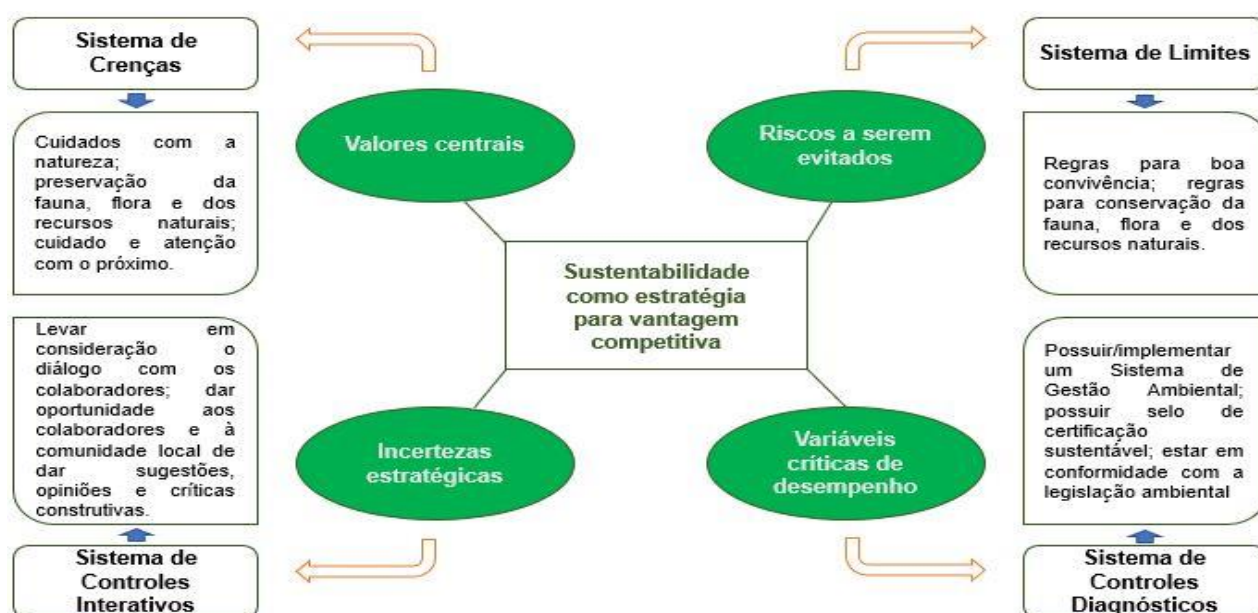 Sistema de
Crenças
Cuidados com a
natureza;
preservação da
fauna, flora e dos
recursos naturais;
cuidado e atenção
com o próximo.
Valores centrais
Riscos a serem
evitados
Sistema de Limites
Regras para boa
convivência; regras
para conservação da
fauna, flora e dos
recursos naturais.
Sustentabilidade
como estratégia
para vantagem
competitiva
Levar em
consideração o
diálogo com os
colaboradores; dar
oportunidade aos
colaboradores e à
comunidade local de
dar sugestões,
opiniões e críticas
construtivas.
Sistema de
Controles
Interativos
Incertezas
estratégicas
Variáveis
críticas de
desempenho
Possuir/implementar
um Sistema de
Gestão Ambiental;
possuir selo de
certificação
sustentável; estar em
conformidade com a
legislação ambiental
Sistema de
Controles
Diagnósticos